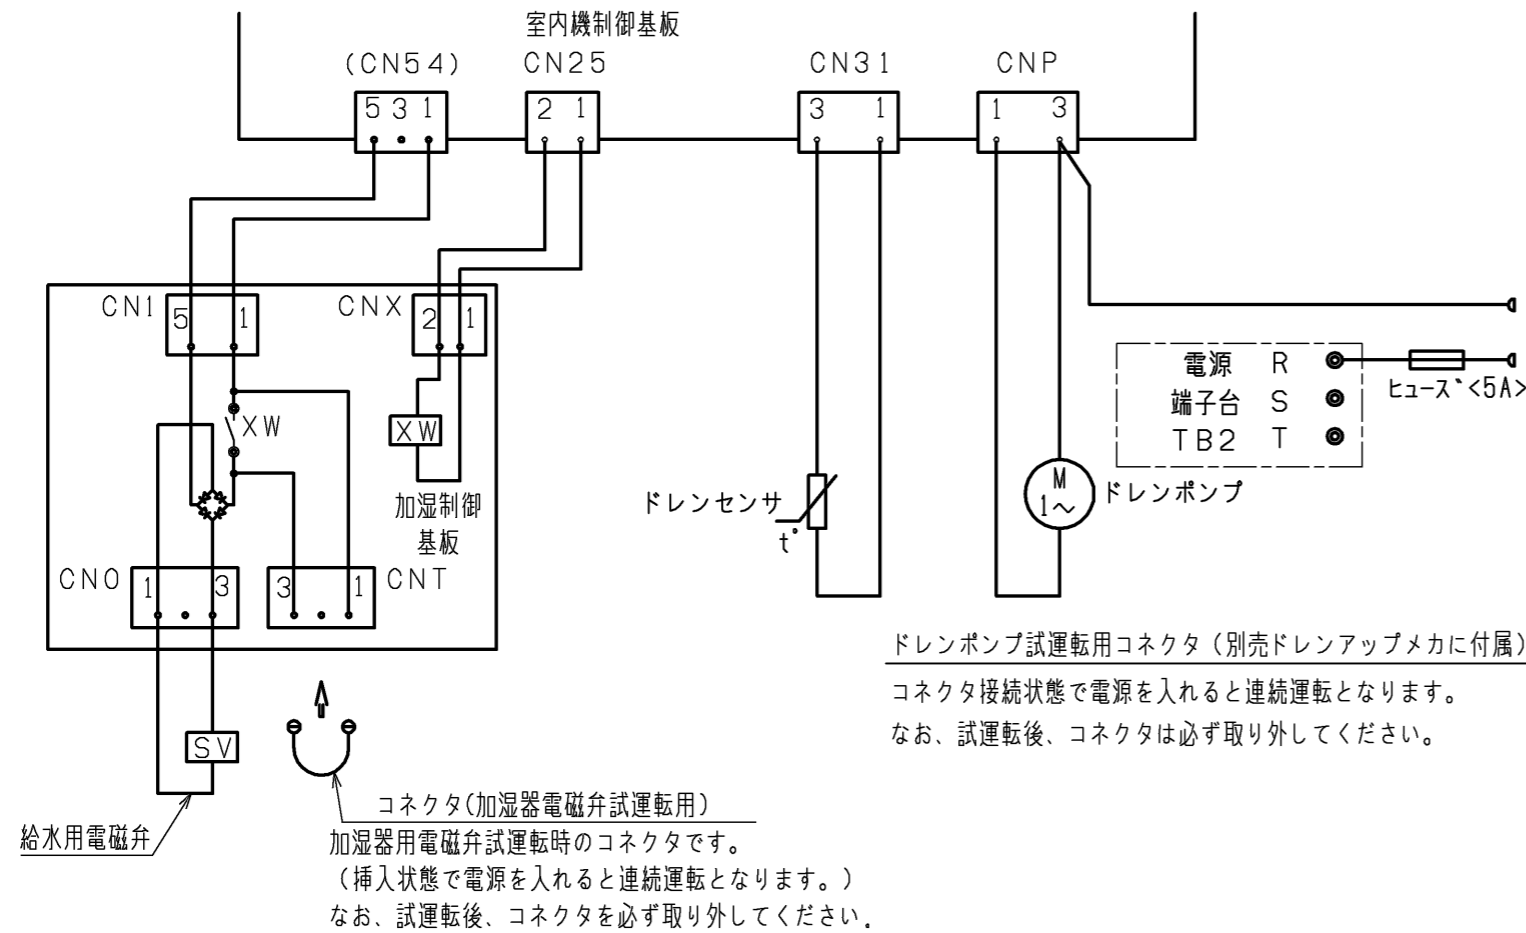 室内機制御基板
(CN54) CN25 CN31 CNP
5 3 1 2 1 3 1 1 3
CN1 5 1 CNX 2 1
電源 R
ヒューズ<5A>
端子台 S
TB2 T
XW XW
加湿制御
基板
ドレンセンサ t°
M
1～
ドレンポンプ
CNO 1 3 3 1 CNT
ドレンポンプ試運転用コネクタ（別売ドレンアップメカに付属）
コネクタ接続状態で電源を入れると連続運転となります。
なお、試運転後、コネクタは必ず取り外してください。
SV
給水用電磁弁
コネクタ(加湿器電磁弁試運転用)
加湿器用電磁弁試運転時のコネクタです。
（挿入状態で電源を入れると連続運転となります。）
なお、試運転後、コネクタを必ず取り外してください。